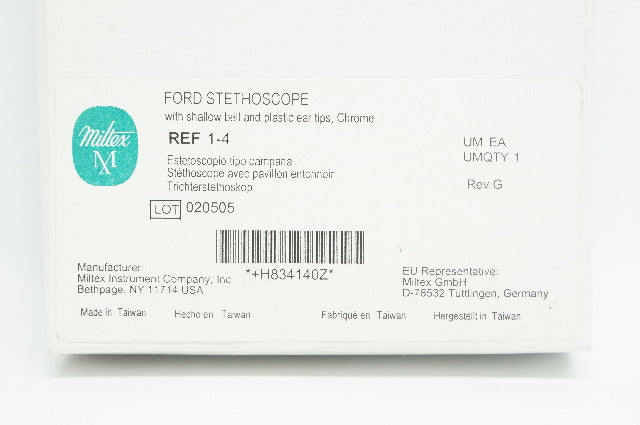 FORD STETHOSCOPE
with shallow bell and plastic ear tips, Chrome
REF 1-4
Estetoscopio tipo campana
Stéthoscope avec pavillon entonnoir
Trichterstethoskop
LOT 020505
Miltex
MX
UM EA
UMQTY 1
Rev G
*+H834140Z*
Manufacturer:
Miltex Instrument Company, Inc.
Bethpage, NY 11714 USA
EU Representative:
Miltex GmbH
D-78532 Tuttlingen, Germany
Made in Taiwan Hecho en Taiwan Fabriqué en Taiwan Hergestellt in Taiwan